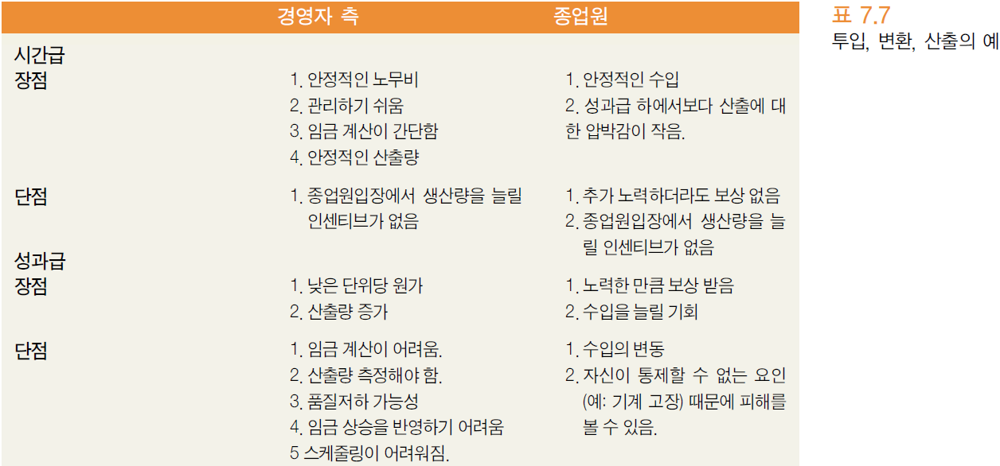 경영자 측 종업원
시간급
장점 1. 안정적인 노무비 1. 안정적인 수입
2. 관리하기 쉬움 2. 성과급 하에서보다 산출에 대
3. 임금 계산이 간단함 한 압박감이 작음.
4. 안정적인 산출량
단점 1. 종업원입장에서 생산량을 늘릴 1. 추가 노력하더라도 보상 없음
인센티브가 없음 2. 종업원입장에서 생산량을 늘
릴 인센티브가 없음
성과급
장점 1. 낮은 단위당 원가 1. 노력한 만큼 보상 받음
2. 산출량 증가 2. 수입을 늘릴 기회
단점 1. 임금 계산이 어려움. 1. 수입의 변동
2. 산출량 측정해야 함. 2. 자신이 통제할 수 없는 요인
3. 품질저하 가능성 (예: 기계 고장) 때문에 피해를
4. 임금 상승을 반영하기 어려움 볼 수 있음.
5 스케줄링이 어려워짐.
표 7.7
투입, 변환, 산출의 예